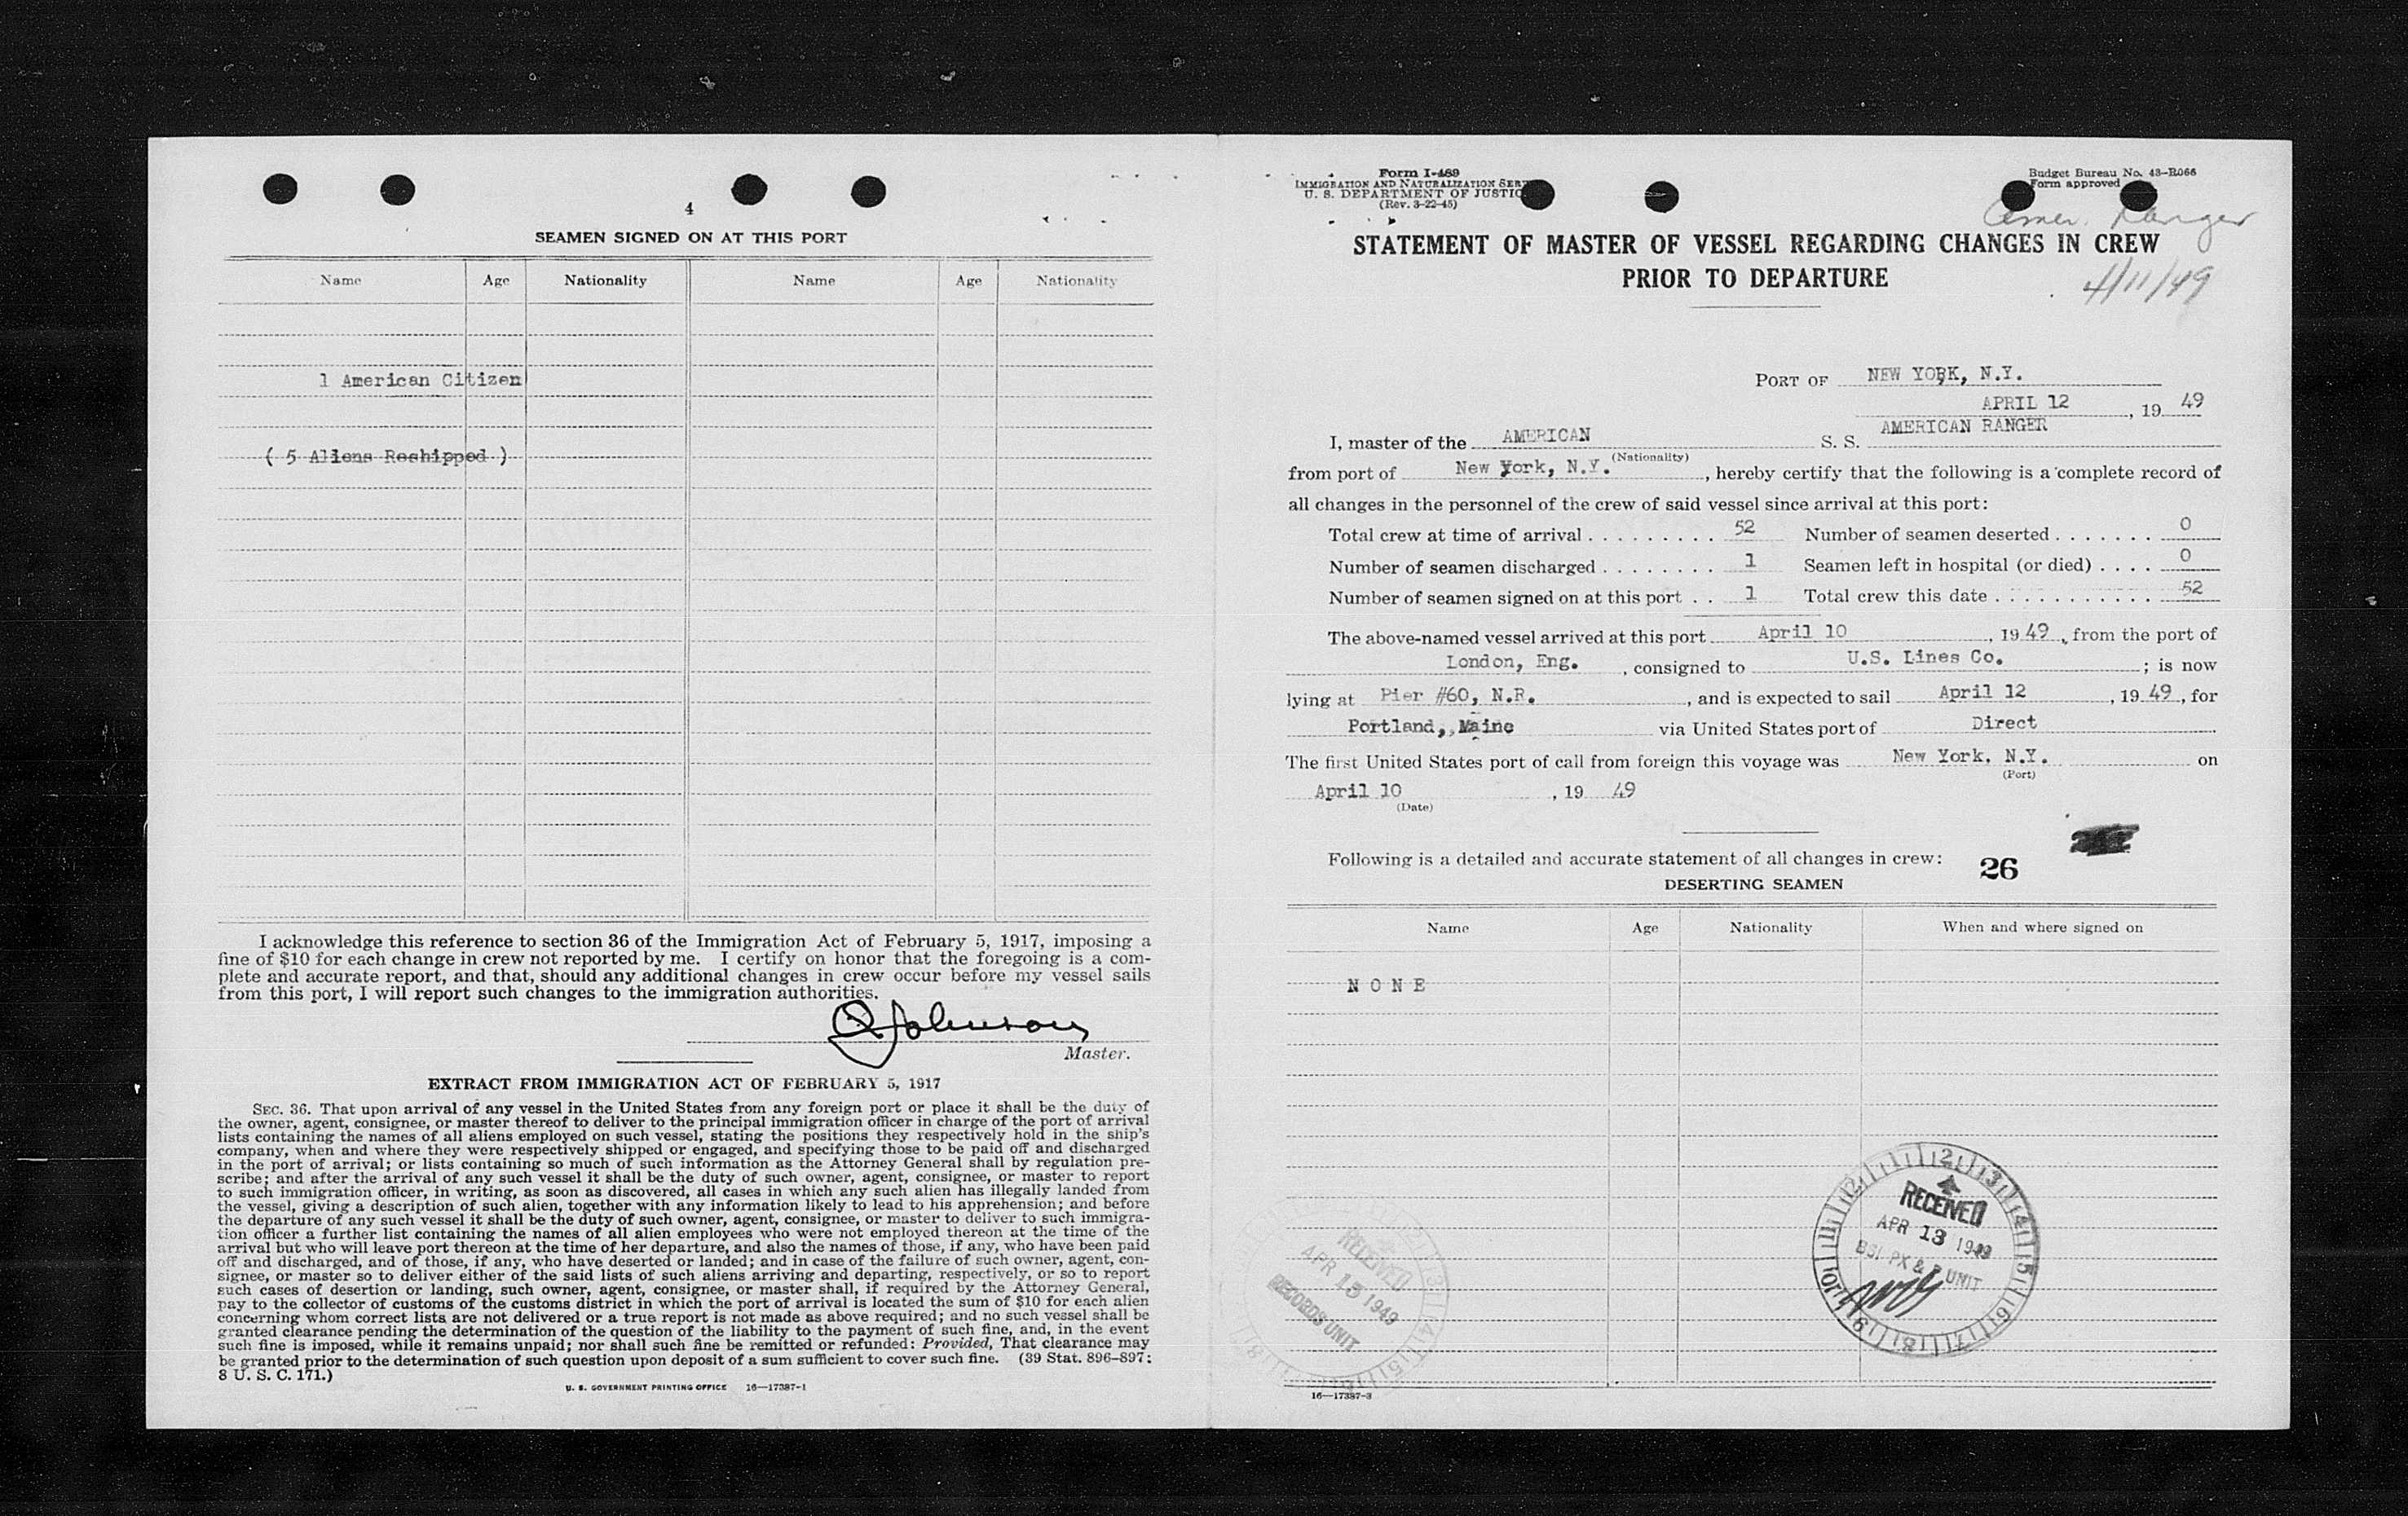 4
SEAMEN SIGNED ON AT THIS PORT
Name Age Nationality Name Age Nationality
1 American Citizen
( 5 Aliens Reshipped )
I acknowledge this reference to section 36 of the Immigration Act of February 5, 1917, imposing a
fine of $10 for each change in crew not reported by me. I certify on honor that the foregoing is a com-
plete and accurate report, and that, should any additional changes in crew occur before my vessel sails
from this port, I will report such changes to the immigration authorities.
Johnson
Master.
EXTRACT FROM IMMIGRATION ACT OF FEBRUARY 5, 1917
SEC. 36. That upon arrival of any vessel in the United States from any foreign port or place it shall be the duty of
the owner, agent, consignee, or master thereof to deliver to the principal immigration officer in charge of the port of arrival
lists containing the names of all aliens employed on such vessel, stating the positions they respectively hold in the ship's
company, when and where they were respectively shipped or engaged, and specifying those to be paid off and discharged
in the port of arrival; or lists containing so much of such information as the Attorney General shall by regulation pre-
scribe; and after the arrival of any such vessel it shall be the duty of such owner, agent, consignee, or master to report
to such immigration officer, in writing, as soon as discovered, all cases in which any such alien has illegally landed from
the vessel, giving a description of such alien, together with any information likely to lead to his apprehension; and before
the departure of any such vessel it shall be the duty of such owner, agent, consignee, or master to deliver to such immigra-
tion officer a further list containing the names of all alien employees who were not employed thereon at the time of the
arrival but who will leave port thereon at the time of her departure, and also the names of those, if any, who have been paid
off and discharged, and of those, if any, who have deserted or landed; and in case of the failure of such owner, agent, con-
signee, or master so to deliver either of the said lists of such aliens arriving and departing, respectively, or so to report
such cases of desertion or landing, such owner, agent, consignee, or master shall, if required by the Attorney General,
pay to the collector of customs of the customs district in which the port of arrival is located the sum of $10 for each alien
concerning whom correct lists are not delivered or a true report is not made as above required; and no such vessel shall be
granted clearance pending the determination of the question of the liability to the payment of such fine, and, in the event
such fine is imposed, while it remains unpaid; nor shall such fine be remitted or refunded: Provided, That clearance may
be granted prior to the determination of such question upon deposit of a sum sufficient to cover such fine. (39 Stat. 896-897;
8 U. S. C. 171.)
U. S. GOVERNMENT PRINTING OFFICE 16—17387-1
Form I-489
IMMIGRATION AND NATURALIZATION SER
U. S. DEPARTMENT OF JUSTIC
(Rev. 3-22-45)
Budget Bureau No. 43-R066
Form approved
Amer. Ranger
STATEMENT OF MASTER OF VESSEL REGARDING CHANGES IN CREW
PRIOR TO DEPARTURE
4/11/49
PORT OF NEW YORK, N.Y.
APRIL 12, 19 49
I, master of the AMERICAN S. S. AMERICAN RANGER
(Nationality)
from port of New York, N.Y., hereby certify that the following is a complete record of
all changes in the personnel of the crew of said vessel since arrival at this port:
Total crew at time of arrival 52 Number of seamen deserted 0
Number of seamen discharged 1 Seamen left in hospital (or died) 0
Number of seamen signed on at this port 1 Total crew this date 52
The above-named vessel arrived at this port April 10, 19 49, from the port of
London, Eng., consigned to U.S. Lines Co.; is now
lying at Pier #60, N.R., and is expected to sail April 12, 19 49, for
Portland, Maine via United States port of Direct
The first United States port of call from foreign this voyage was New York, N.Y. on
(Port)
April 10, 19 49
(Date)
Following is a detailed and accurate statement of all changes in crew: 26
DESERTING SEAMEN
Name Age Nationality When and where signed on
N O N E
RECEIVED
APR 13 1949
UNIT
RECEIVED
APR 15 1949
RECORDS UNIT
16—17387-3